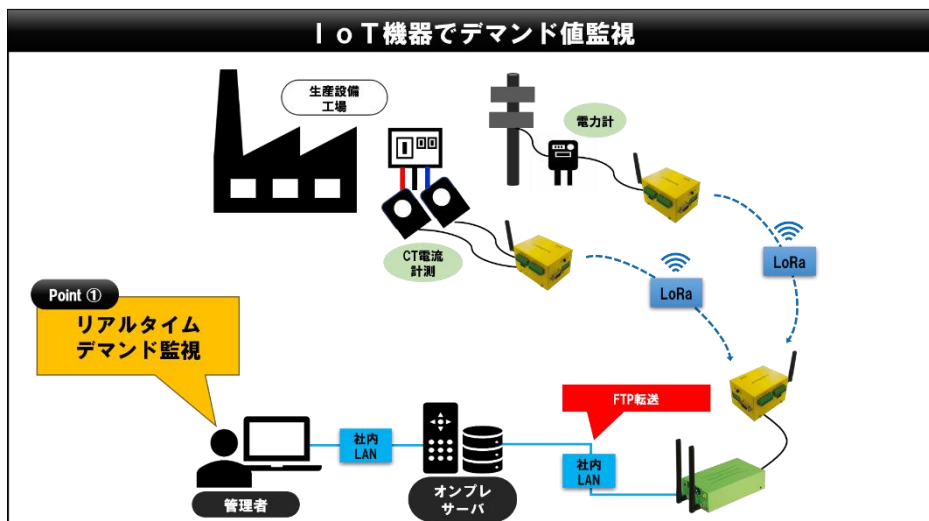 ＩｏＴ機器でデマンド値監視
生産設備
工場
電力計
CT電流
計測
LoRa
LoRa
Point ①
リアルタイム
デマンド監視
FTP転送
社内
LAN
社内
LAN
管理者
オンプレ
サーバ